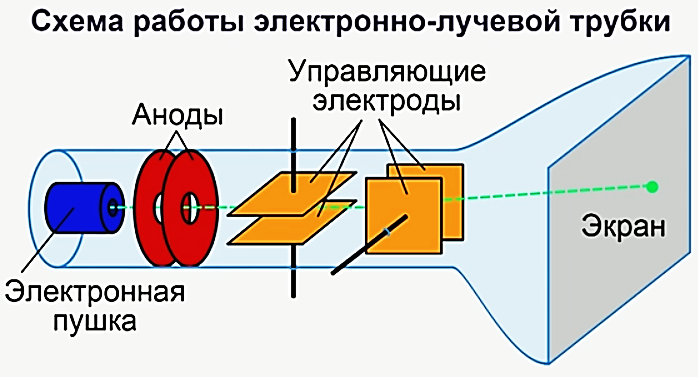 Схема работы электронно-лучевой трубки
Управляющие
электроды
Аноды
Экран
Электронная
пушка